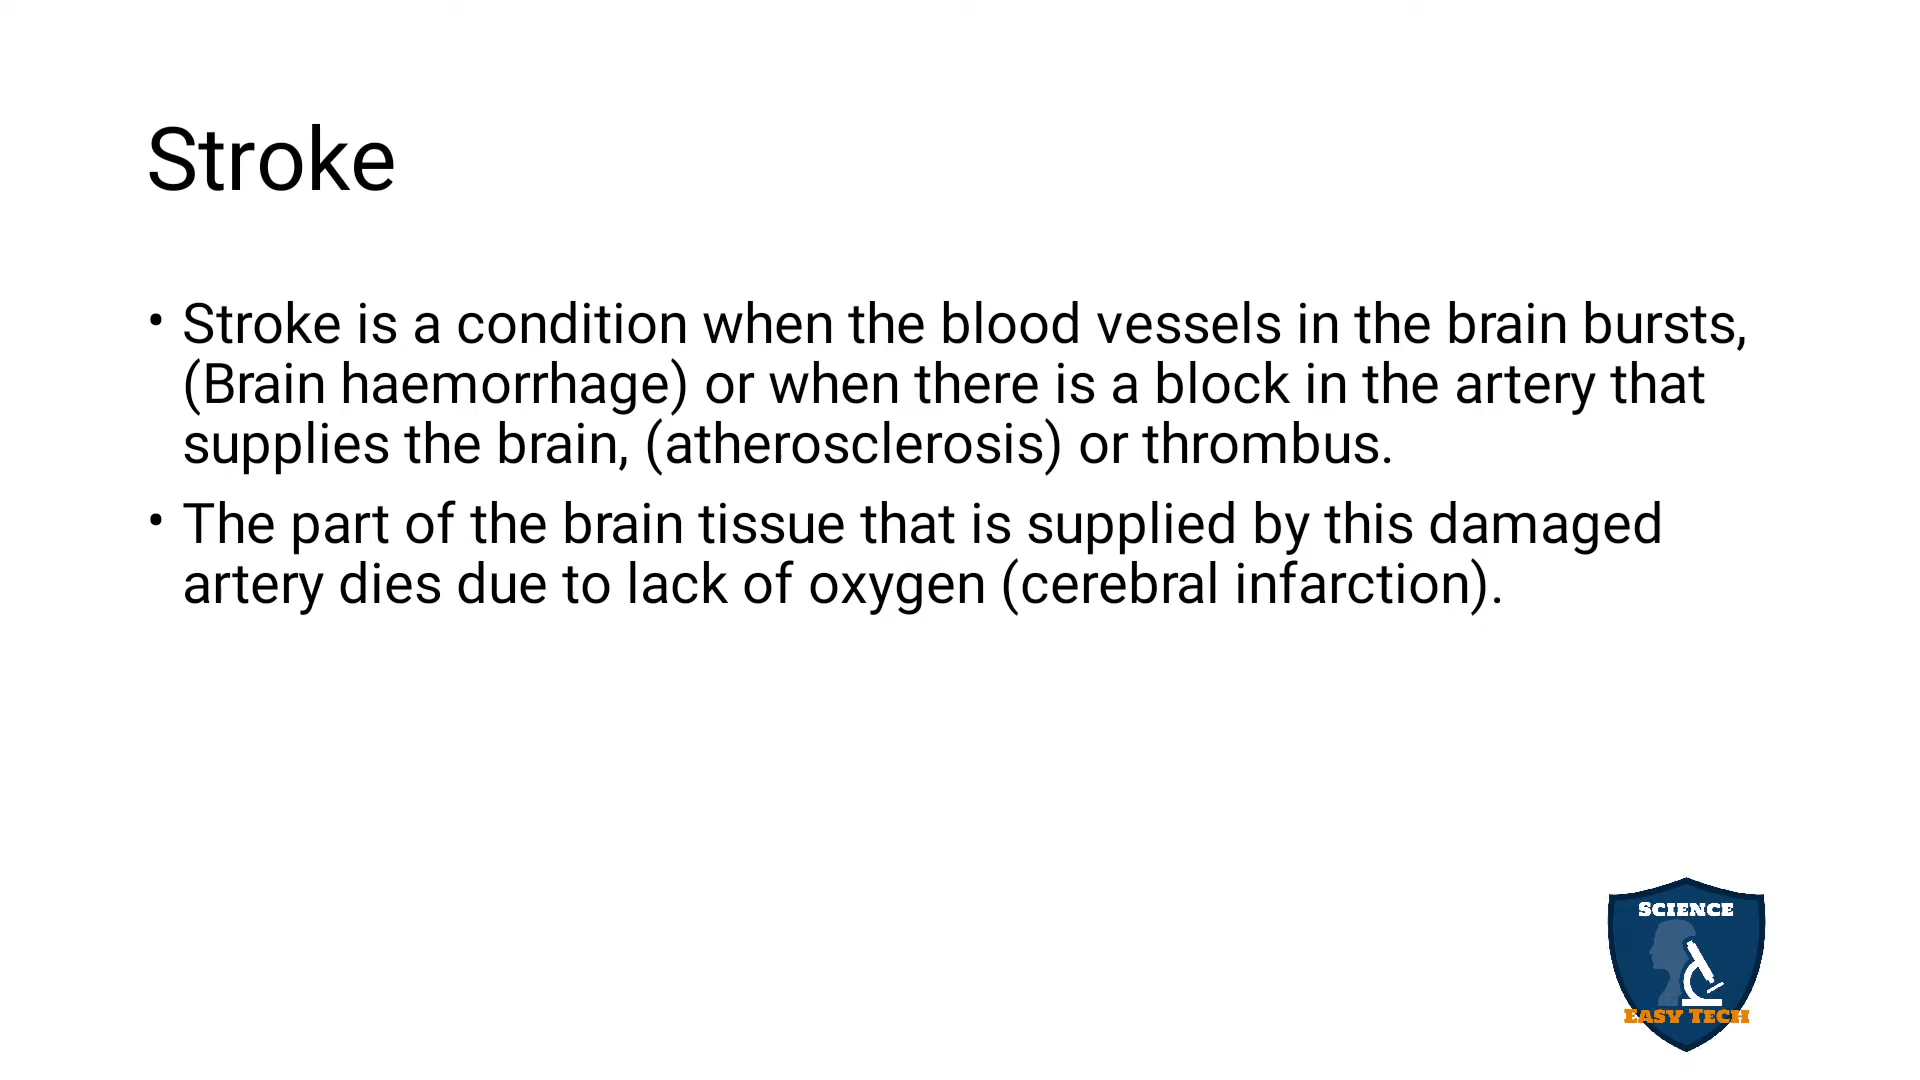 Stroke
• Stroke is a condition when the blood vessels in the brain bursts,
(Brain haemorrhage) or when there is a block in the artery that
supplies the brain, (atherosclerosis) or thrombus.
• The part of the brain tissue that is supplied by this damaged
artery dies due to lack of oxygen (cerebral infarction).
SCIENCE
EASY TECH